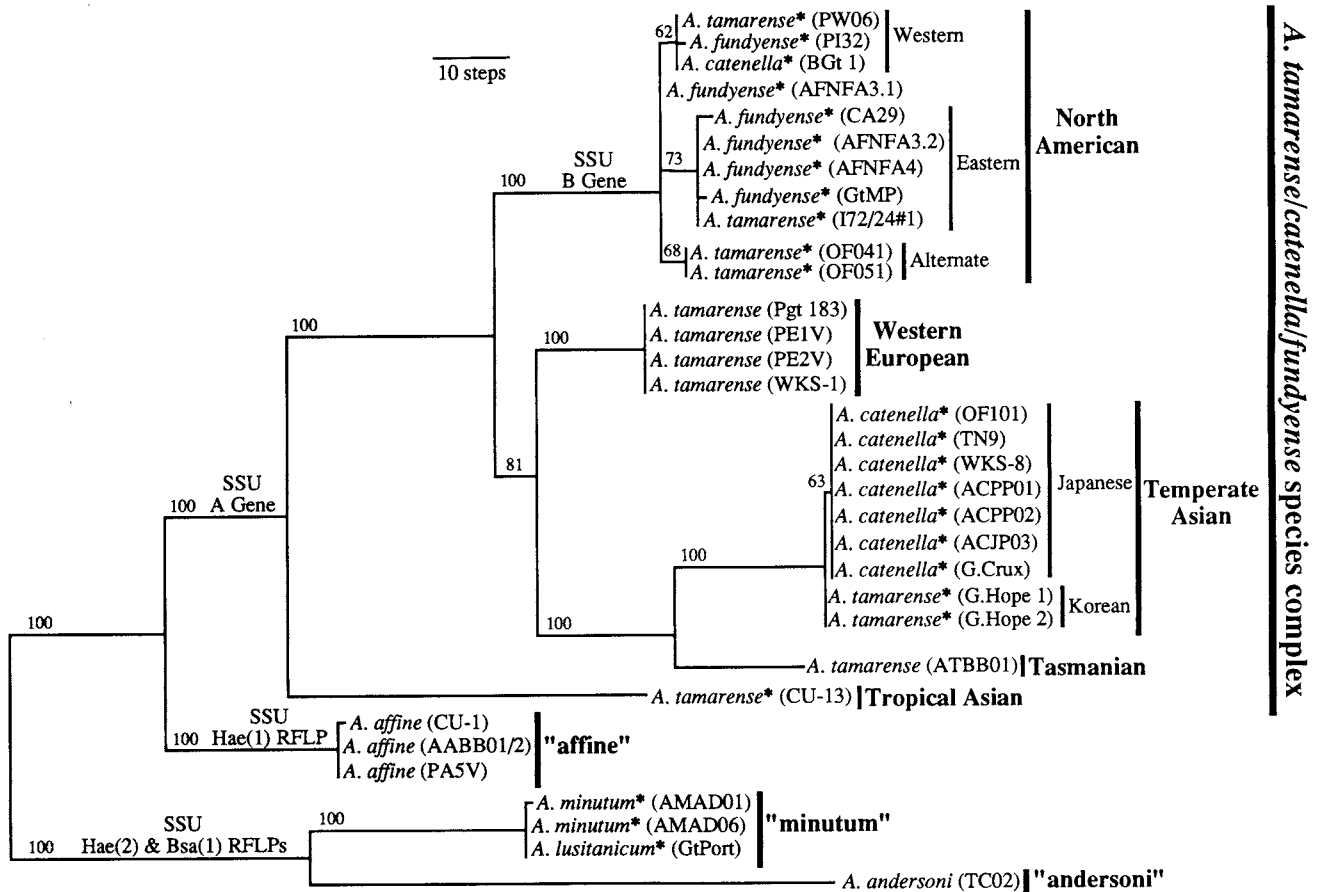 A. tamarense* (PW06)
62
A. fundyense* (PI32)
Western
A. catenella* (BGt 1)
10 steps
A. fundyense* (AFNFA3.1)
A. fundyense* (CA29)
North
American
A. fundyense* (AFNFA3.2)
SSU
B Gene
100
73
A. fundyense* (AFNFA4)
Eastern
A. fundyense* (GtMP)
A. tamarense* (I72/24#1)
68
A. tamarense* (OF041)
Alternate
A. tamarense* (OF051)
A. tamarense (Pgt 183)
100
100
A. tamarense (PE1V)
Western
European
A. tamarense (PE2V)
A. tamarense (WKS-1)
A. catenella* (OF101)
A. catenella* (TN9)
81
A. catenella* (WKS-8)
63
A. catenella* (ACPP01)
Japanese
Temperate
Asian
SSU
A Gene
100
A. catenella* (ACPP02)
A. catenella* (ACJP03)
100
A. catenella* (G.Crux)
A. tamarense* (G.Hope 1)
Korean
A. tamarense* (G.Hope 2)
100
100
A. tamarense (ATBB01)
Tasmanian
A. tamarense* (CU-13)
Tropical Asian
SSU
Hae(1) RFLP
100
A. affine (CU-1)
A. affine (AABB01/2)
"affine"
A. affine (PA5V)
SSU
Hae(2) & Bsa(1) RFLPs
100
100
A. minutum* (AMAD01)
A. minutum* (AMAD06)
"minutum"
A. lusitanicum* (GtPort)
A. andersoni (TC02)
"andersoni"
A. tamarense/catenella/fundyense species complex